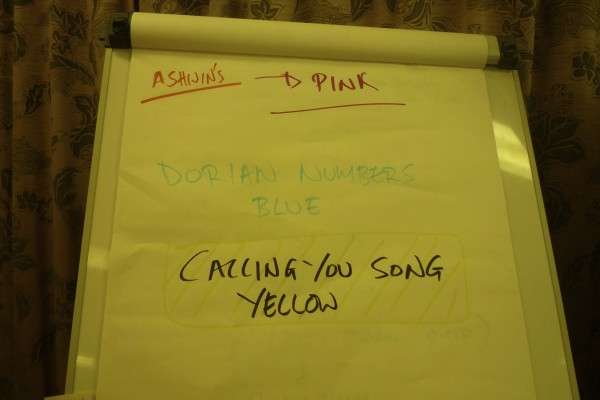 ASHWIN'S → PINK
DORIAN NUMBERS
BLUE
CALLING YOU SONG
YELLOW